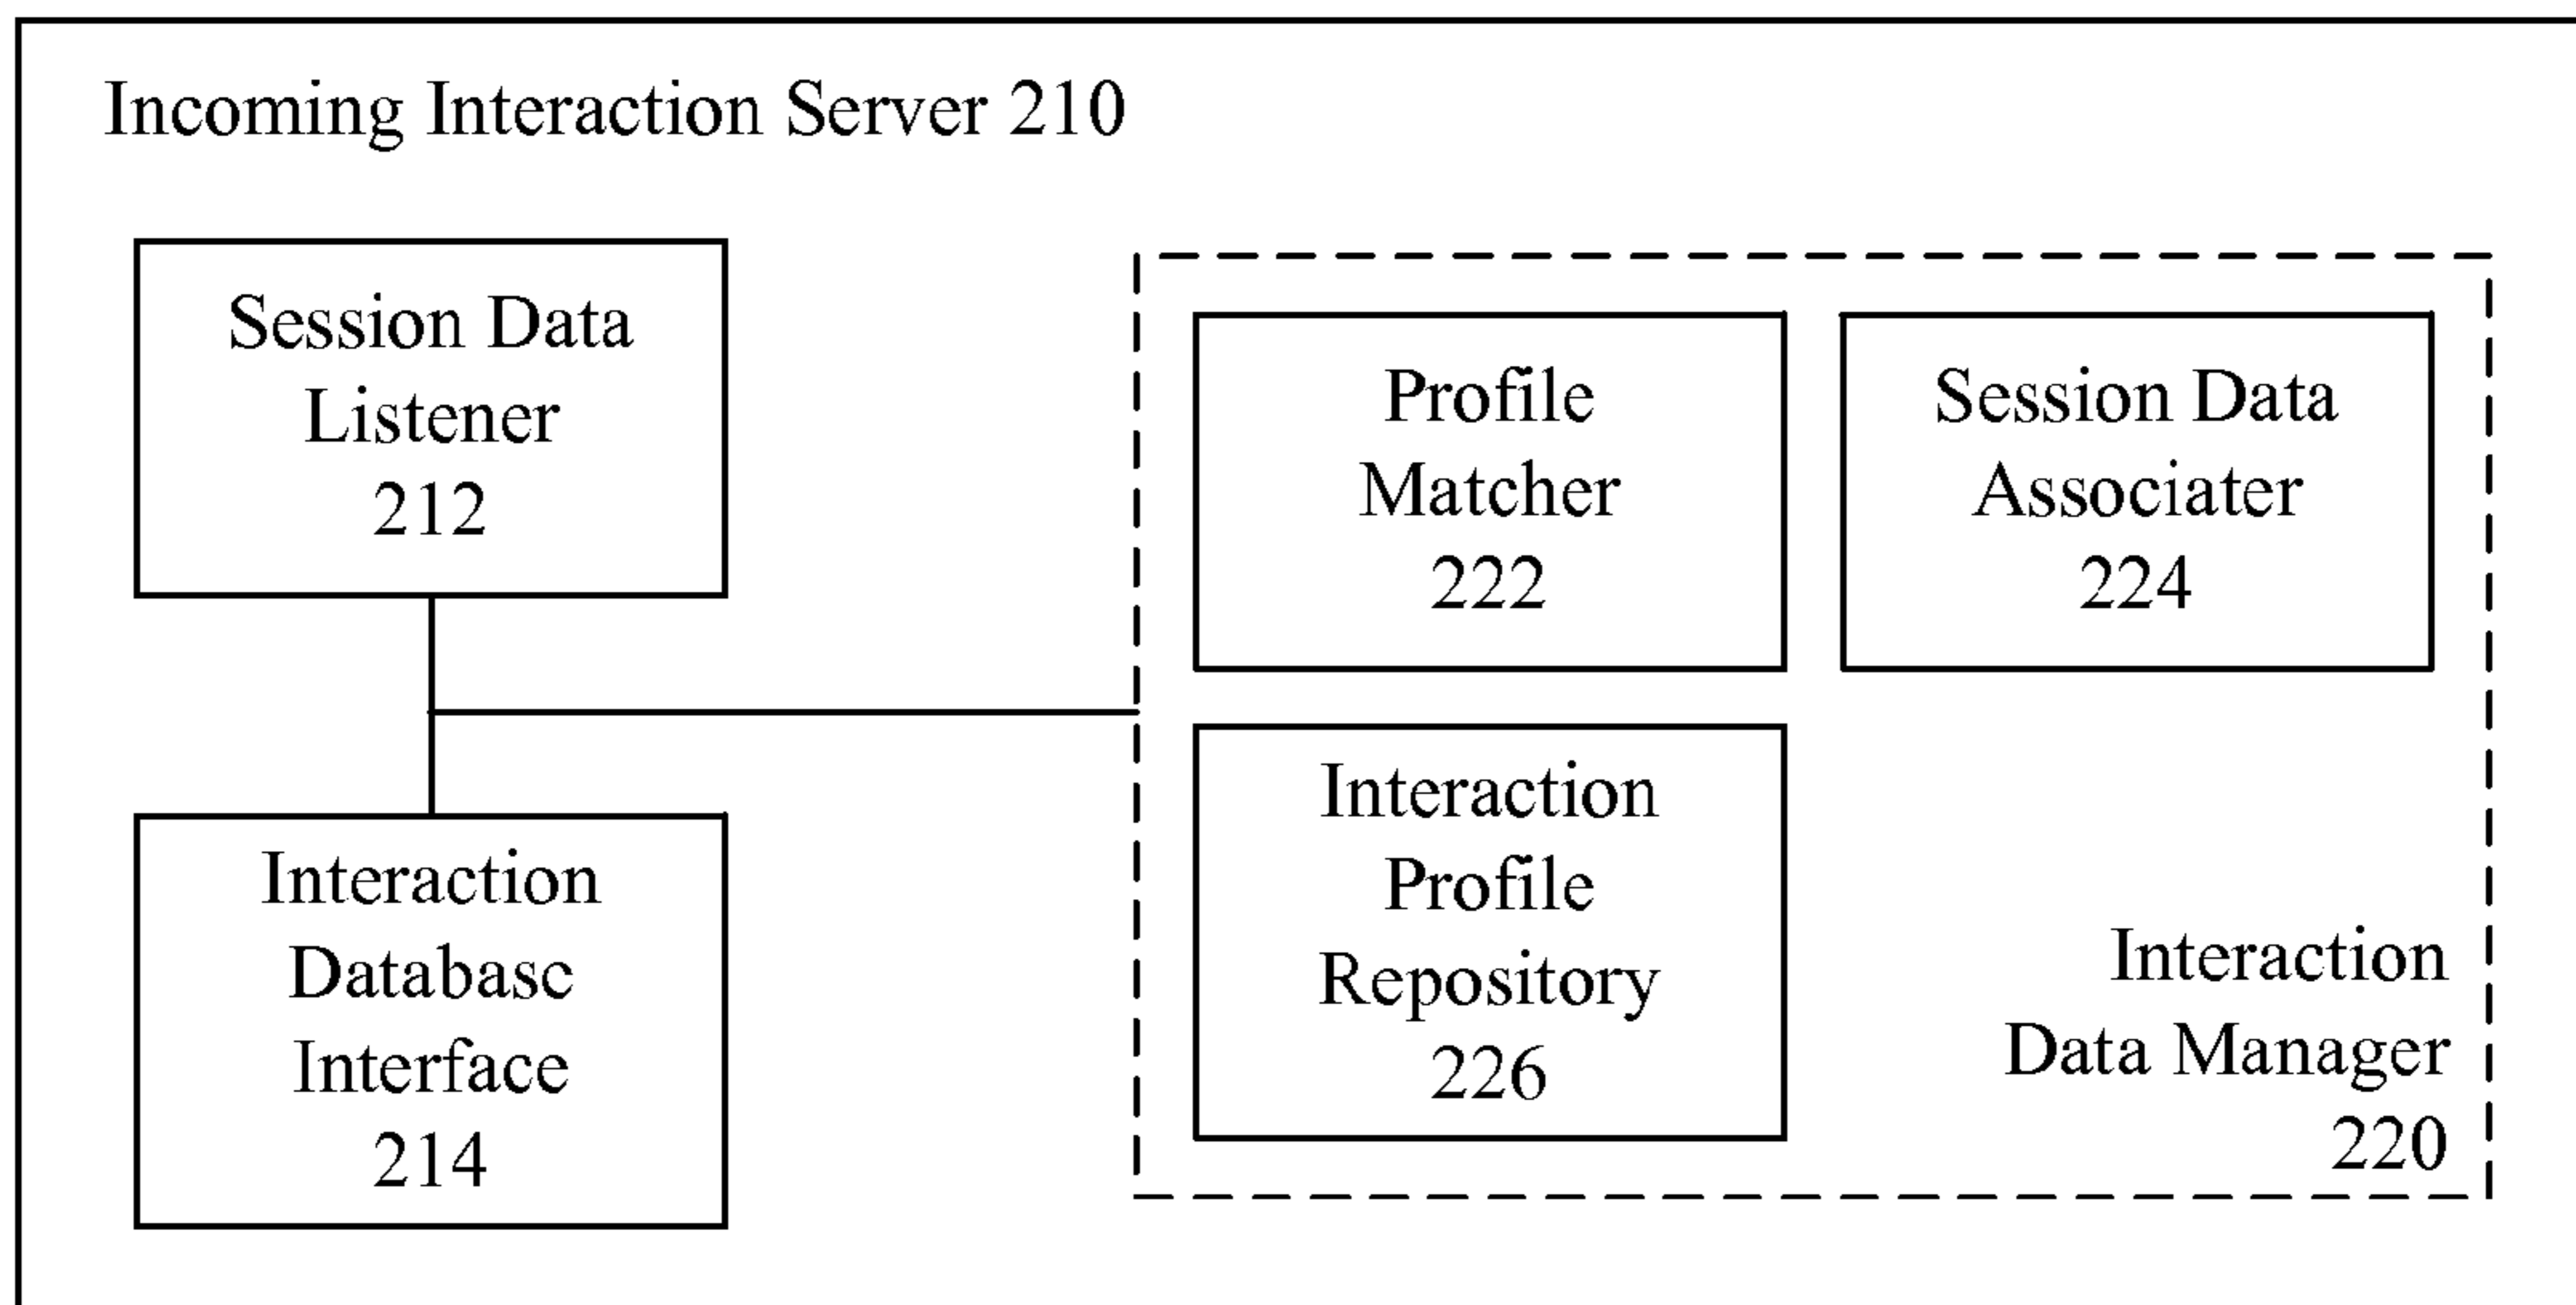 Incoming Interaction Server 210
Session Data
Listener
212
Interaction
Database
Interface
214
Profile
Matcher
222
Session Data
Associater
224
Interaction
Profile
Repository
226
Interaction
Data Manager
220